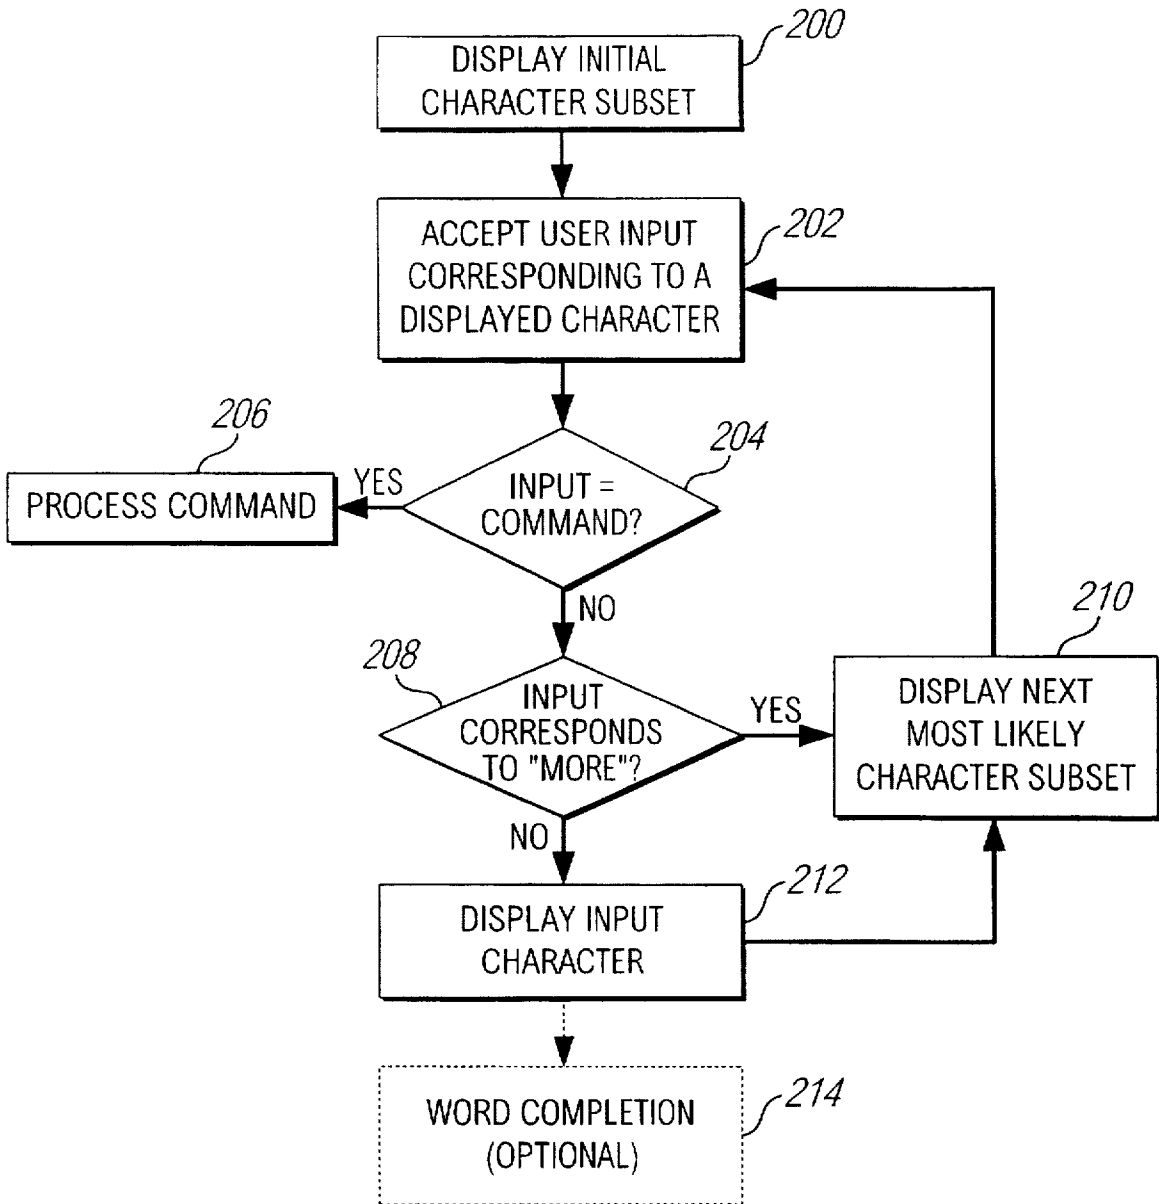 200
DISPLAY INITIAL
CHARACTER SUBSET
202
ACCEPT USER INPUT
CORRESPONDING TO A
DISPLAYED CHARACTER
206
204
PROCESS COMMAND
YES
INPUT =
COMMAND?
NO
210
208
INPUT
CORRESPONDS
TO "MORE"?
YES
DISPLAY NEXT
MOST LIKELY
CHARACTER SUBSET
NO
212
DISPLAY INPUT
CHARACTER
214
WORD COMPLETION
(OPTIONAL)